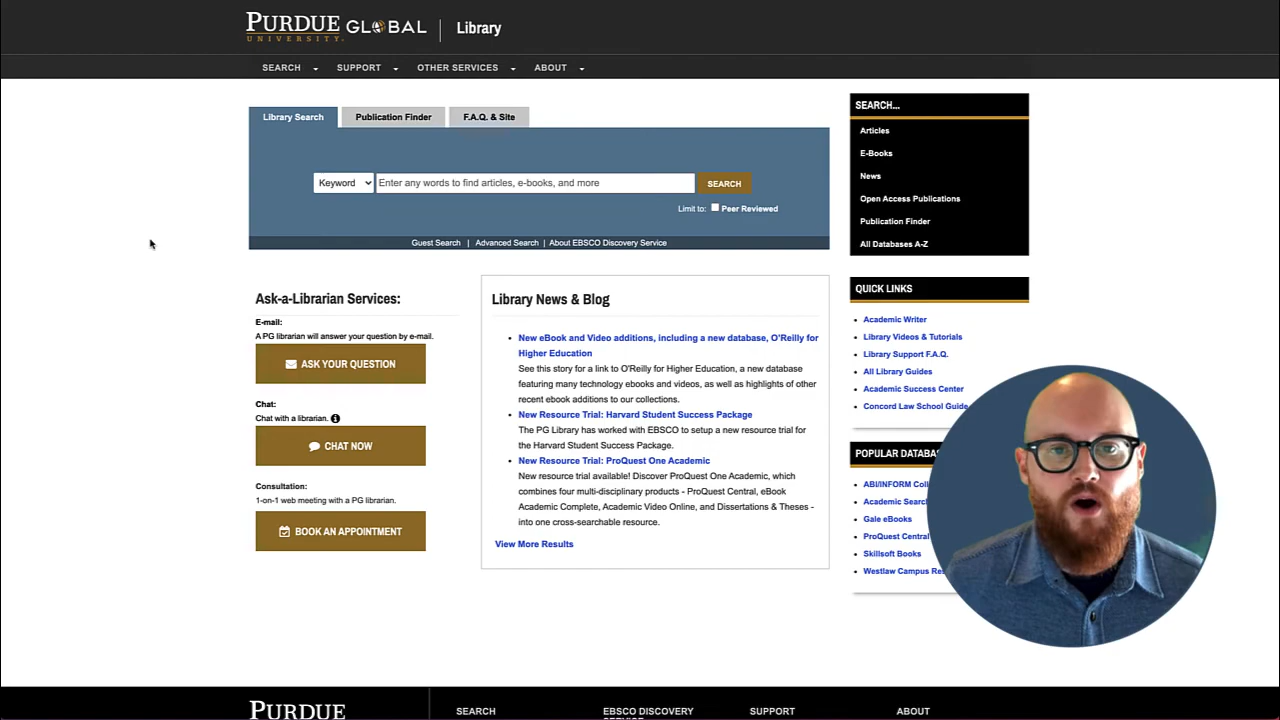 PURDUE GLOBAL Library
UNIVERSITY.
SEARCH SUPPORT OTHER SERVICES ABOUT
Library Search Publication Finder F.A.Q. & Site
Keyword Enter any words to find articles, e-books, and more SEARCH
Limit to: Peer Reviewed
Guest Search | Advanced Search | About EBSCO Discovery Service
Ask-a-Librarian Services:
E-mail:
A PG librarian will answer your question by e-mail.
ASK YOUR QUESTION
Chat:
Chat with a librarian.
CHAT NOW
Consultation:
1-on-1 web meeting with a PG librarian.
BOOK AN APPOINTMENT
Library News & Blog
• New eBook and Video additions, including a new database, O'Reilly for
Higher Education
See this story for a link to O'Reilly for Higher Education, a new database
featuring many technology ebooks and videos, as well as highlights of other
recent ebook additions to our collections.
• New Resource Trial: Harvard Student Success Package
The PG Library has worked with EBSCO to setup a new resource trial for
the Harvard Student Success Package.
• New Resource Trial: ProQuest One Academic
New resource trial available! Discover ProQuest One Academic, which
combines four multi-disciplinary products - ProQuest Central, eBook
Academic Complete, Academic Video Online, and Dissertations & Theses -
into one cross-searchable resource.
View More Results
SEARCH...
Articles
E-Books
News
Open Access Publications
Publication Finder
All Databases A-Z
QUICK LINKS
• Academic Writer
• Library Videos & Tutorials
• Library Support F.A.Q.
• All Library Guides
• Academic Success Center
• Concord Law School Guide
POPULAR DATABA
• ABI/INFORM Coll
• Academic Searc
• Gale eBooks
• ProQuest Central
• Skillsoft Books
• Westlaw Campus Res
PURDUE
SEARCH
EBSCO DISCOVERY
SERVICE
SUPPORT
ABOUT